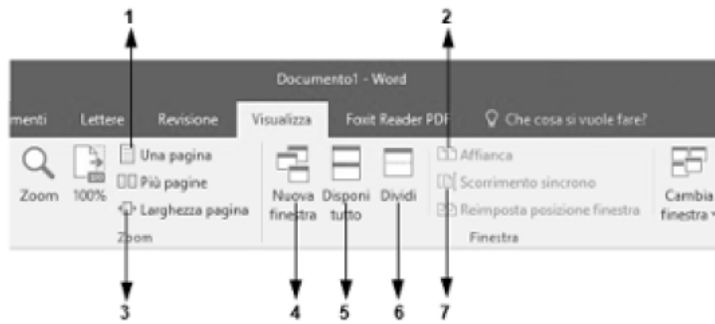 1 2
Documento1 - Word
menti Lettere Revisione Visualizza Foxit Reader PDF Che cosa si vuole fare?
Una pagina
Più pagine
Larghezza pagina
Zoom 100%
Zoom
Nuova finestra
Disponi tutto
Dividi
Affianca
Scorrimento sincrono
Reimposta posizione finestra
Finestra
Cambia finestra
3 4 5 6 7